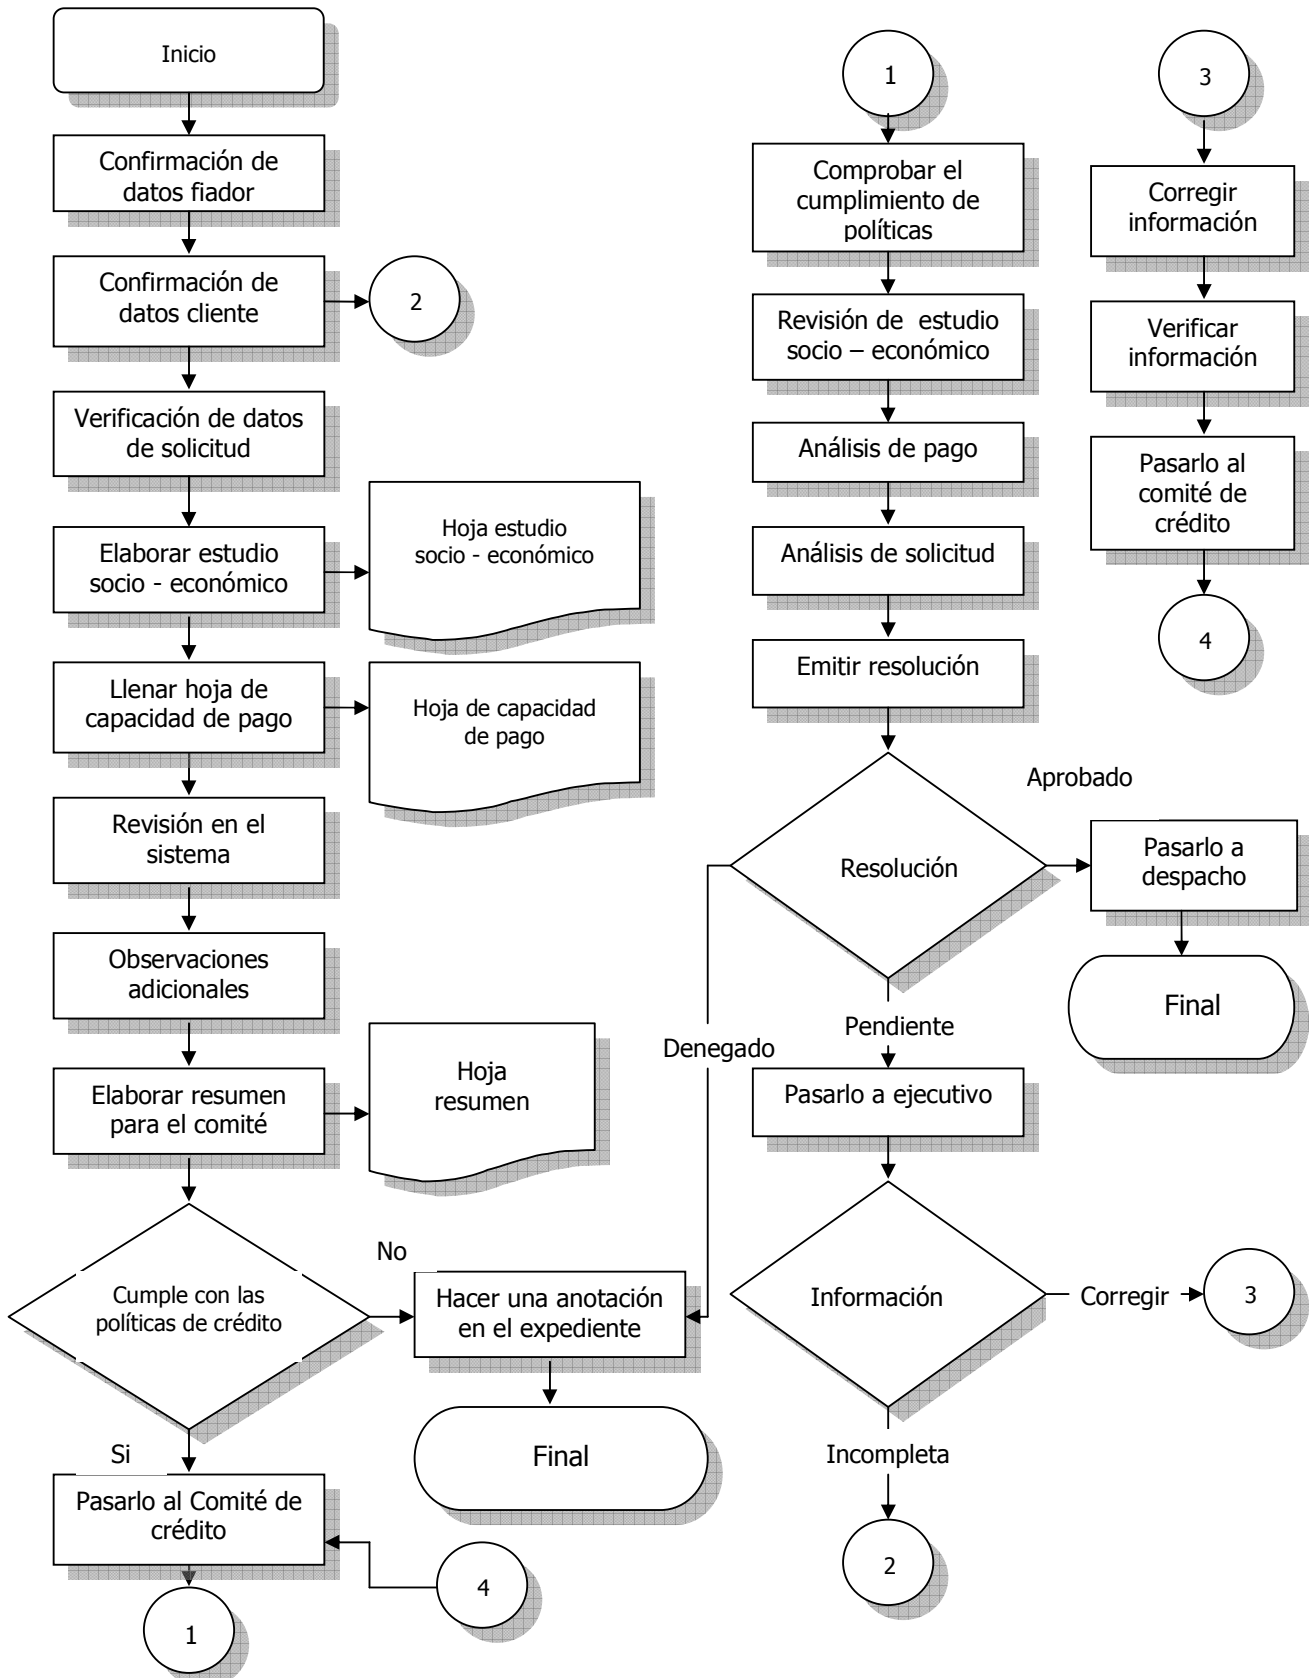 Inicio
Confirmación de
datos fiador
Confirmación de
datos cliente
2
Verificación de datos
de solicitud
Elaborar estudio
socio - económico
Hoja estudio
socio - económico
Llenar hoja de
capacidad de pago
Hoja de capacidad
de pago
Revisión en el
sistema
Observaciones
adicionales
Elaborar resumen
para el comité
Hoja
resumen
Cumple con las
políticas de crédito
No
Hacer una anotación
en el expediente
Final
Si
Pasarlo al Comité de
crédito
4
1
1
Comprobar el
cumplimiento de
políticas
Revisión de  estudio
socio – económico
Análisis de pago
Análisis de solicitud
Emitir resolución
Resolución
Aprobado
Pasarlo a
despacho
Final
Denegado
Pendiente
Pasarlo a ejecutivo
Información
Corregir
3
Incompleta
2
3
Corregir
información
Verificar
información
Pasarlo al
comité de
crédito
4